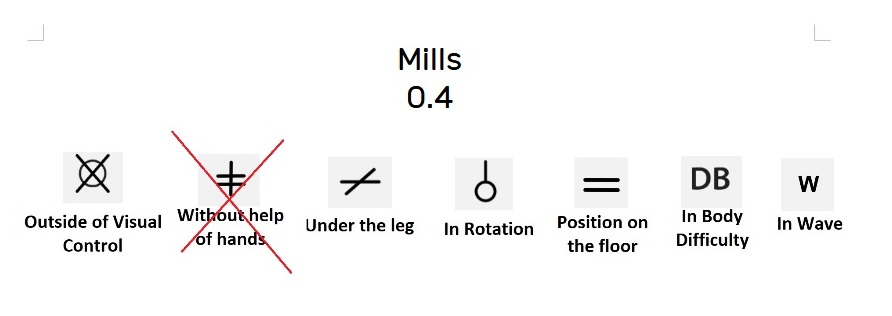 Mills
0.4
DB
W
Outside of Visual
Control
Without help
of hands
Under the leg
In Rotation
Position on
the floor
In Body
Difficulty
In Wave